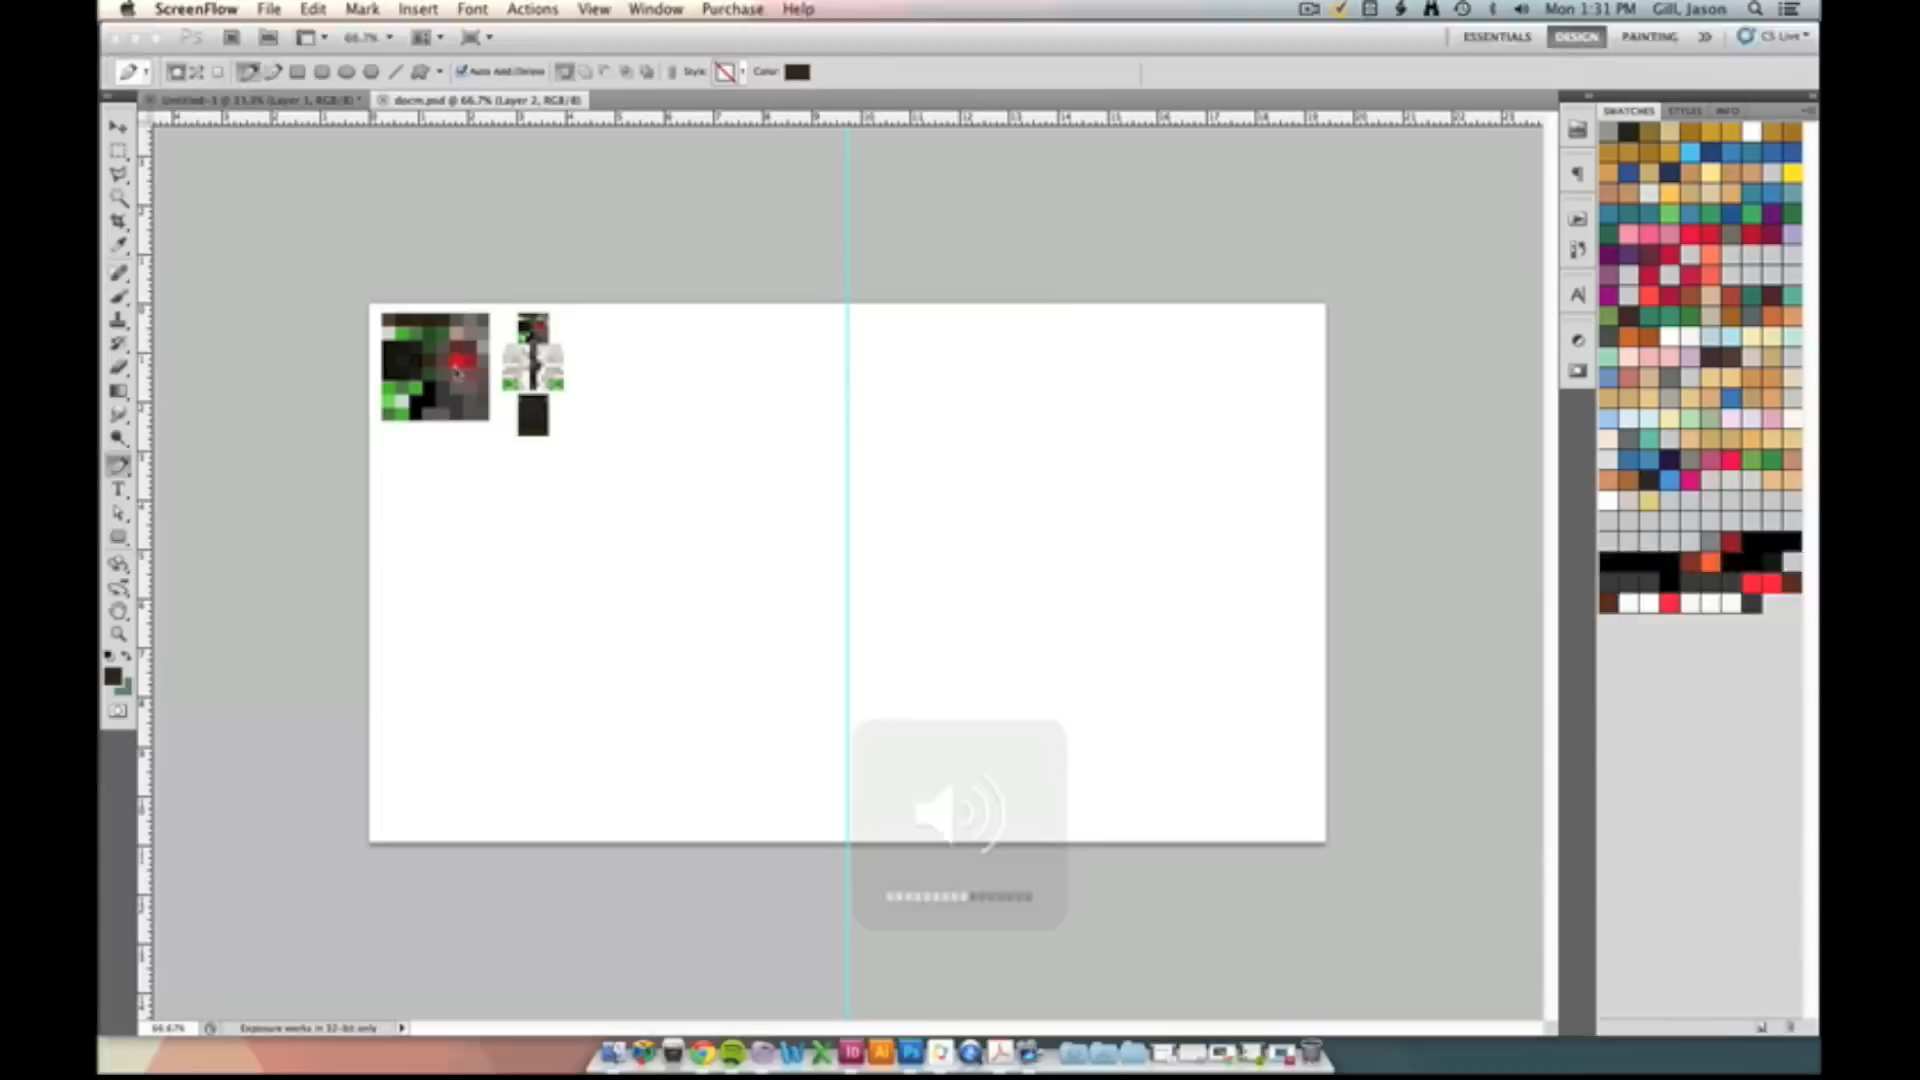 ScreenFlow File Edit Mark Insert Font Actions View Window Purchase Help Mon 1:31 PM Gill, Jason
Ps 66.7% ESSENTIALS DESIGN PAINTING CS Live
Auto Add/Delete Style: Color:
Untitled-1 @ 33.3% (Layer 1, RGB/8) * docm.psd @ 66.7% (Layer 2, RGB/8)
SWATCHES STYLES INFO
66.67% Exposure works in 32-bit only